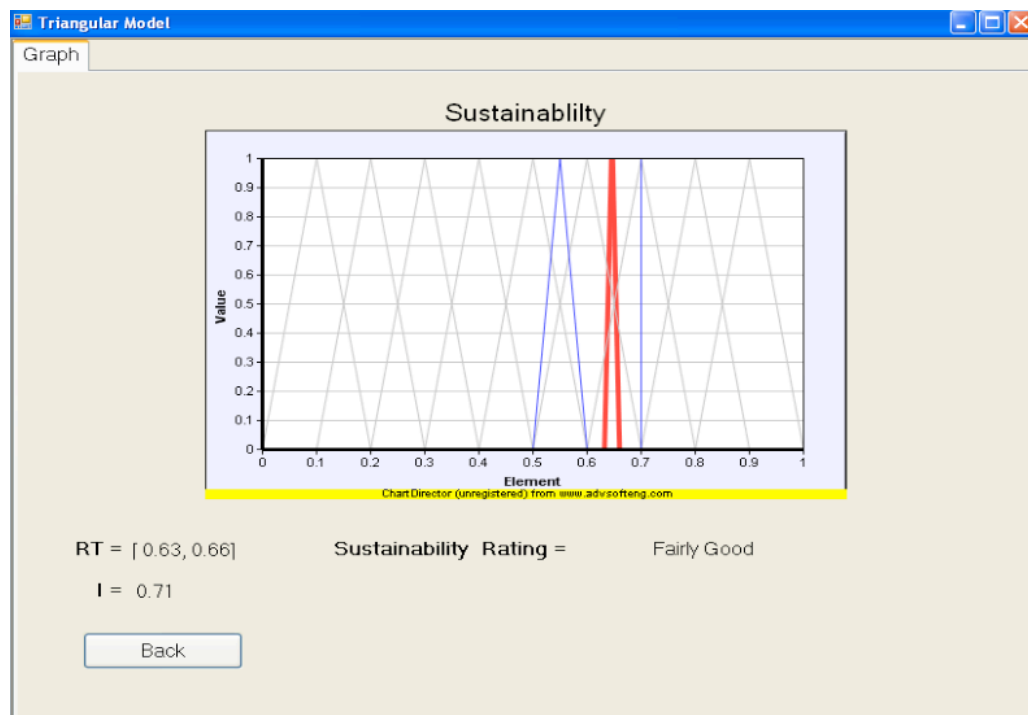 Triangular Model
Graph
Sustainablilty
1
0.9
0.8
0.7
0.6
0.5
0.4
0.3
0.2
0.1
0
Value
0 0.1 0.2 0.3 0.4 0.5 0.6 0.7 0.8 0.9 1
Element
ChartDirector (unregistered) from www.advsofteng.com
RT = [ 0.63, 0.66] Sustainability Rating = Fairly Good
I = 0.71
Back